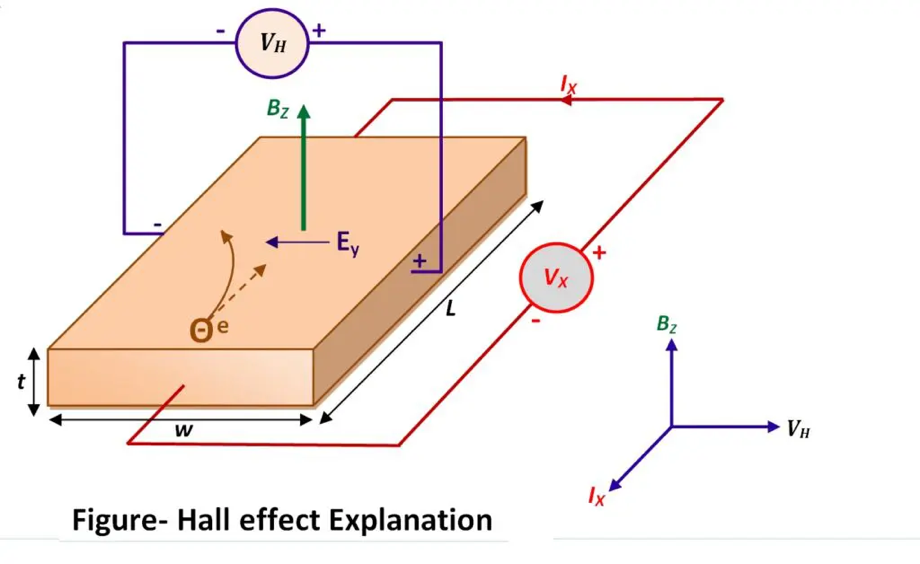 - V_H +
B_Z
I_X
-
E_y
+
+
V_X
-
Θ e
L
t
w
B_Z
V_H
I_X
Figure- Hall effect Explanation